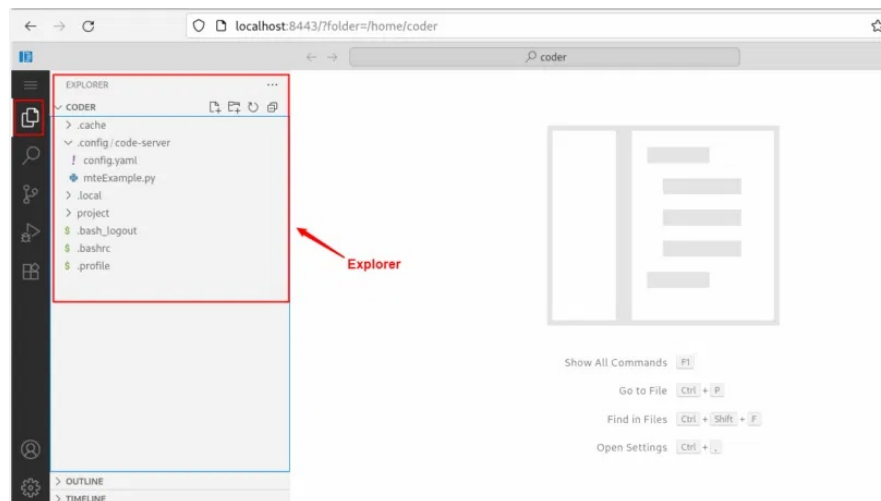 localhost:8443/?folder=/home/coder
coder
EXPLORER
CODER
.cache
.config / code-server
! config.yaml
mteExample.py
.local
project
$ .bash_logout
$ .bashrc
$ .profile
Explorer
Show All Commands F1
Go to File Ctrl + P
Find in Files Ctrl + Shift + F
Open Settings Ctrl + ,
OUTLINE
TIMELINE